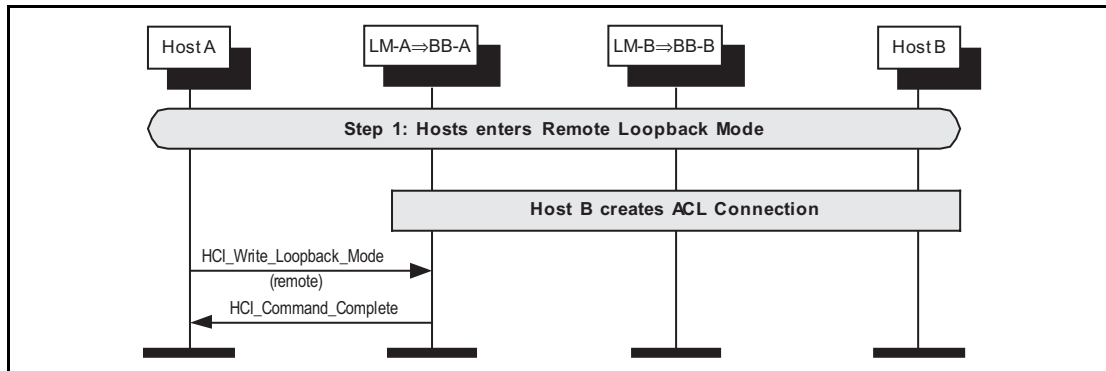 Host A
LM-A⇒BB-A
LM-B⇒BB-B
Host B
Step 1: Hosts enters Remote Loopback Mode
Host B creates ACL Connection
HCI_Write_Loopback_Mode
(remote)
HCI_Command_Complete